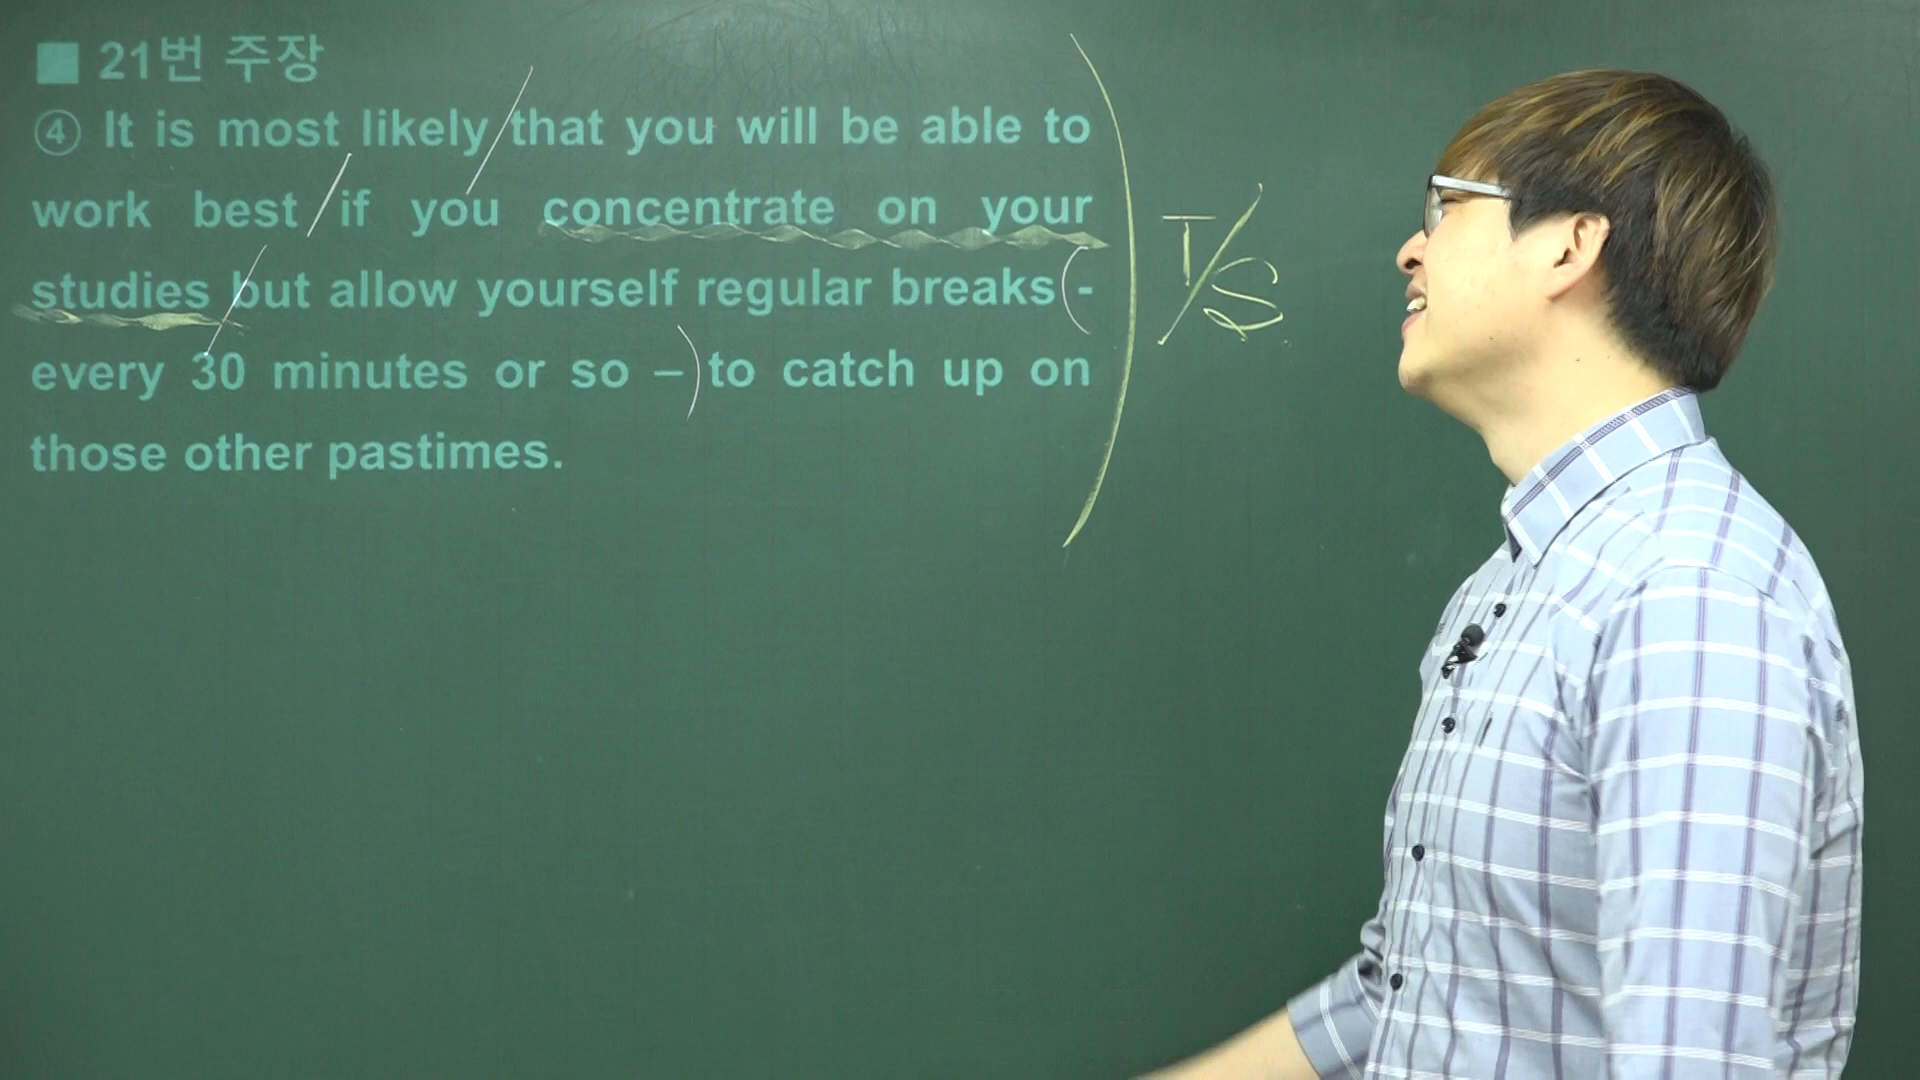 ■ 21번 주장
④ It is most likely that you will be able to
work best if you concentrate on your
studies but allow yourself regular breaks -
every 30 minutes or so – to catch up on
those other pastimes.
T/S